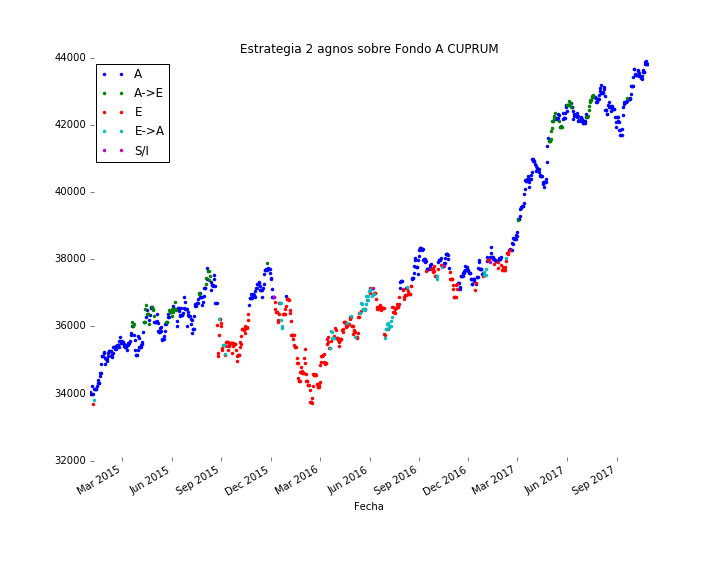 Estrategia 2 agnos sobre Fondo A CUPRUM
A
A->E
E
E->A
S/I
44000
42000
40000
38000
36000
34000
32000
Mar 2015
Jun 2015
Sep 2015
Dec 2015
Mar 2016
Jun 2016
Sep 2016
Dec 2016
Mar 2017
Jun 2017
Sep 2017
Fecha